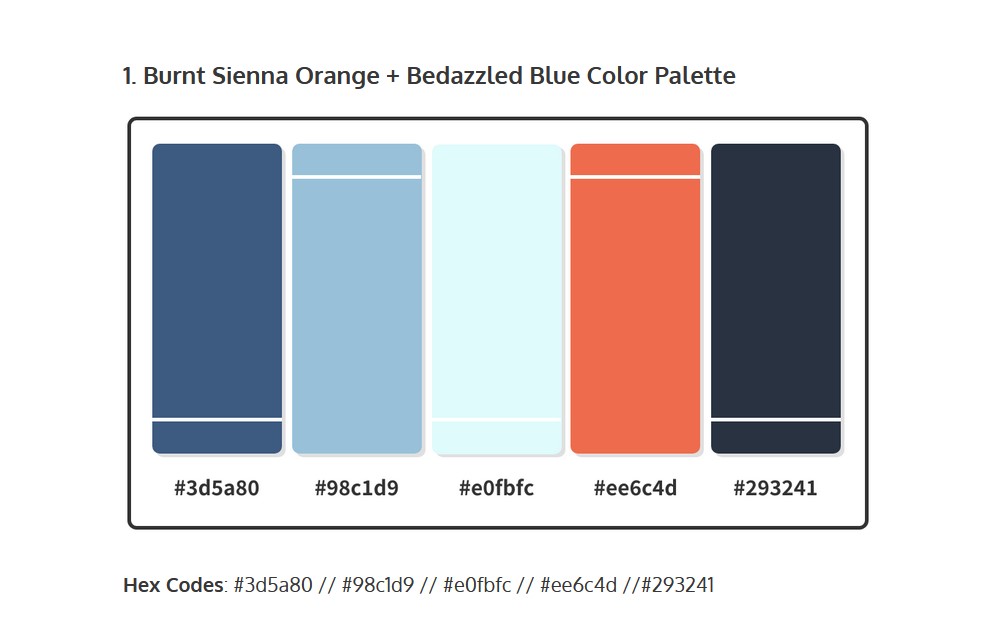 1. Burnt Sienna Orange + Bedazzled Blue Color Palette
#3d5a80 #98c1d9 #e0fbfc #ee6c4d #293241
Hex Codes: #3d5a80 // #98c1d9 // #e0fbfc // #ee6c4d //#293241